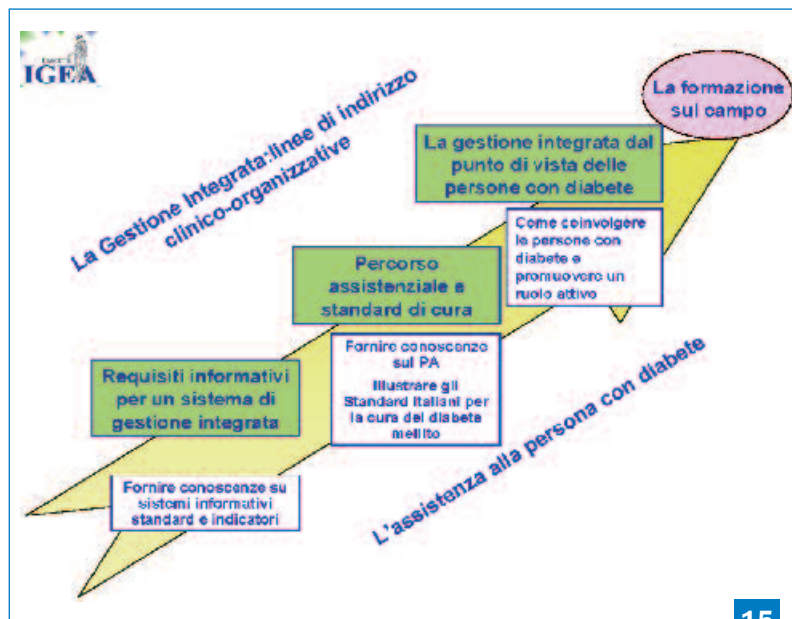 IGEA
La formazione
sul campo
La Gestione Integrata:linee di indirizzo
clinico-organizzative
La gestione integrata dal
punto di vista delle
persone con diabete
Come coinvolgere
le persone con
diabete e
promuovere un
ruolo attivo
Percorso
assistenziale e
standard di cura
Fornire conoscenze
sul PA
Illustrare gli
Standard Italiani per
la cura del diabete
mellito
Requisiti informativi
per un sistema di
gestione integrata
Fornire conoscenze su
sistemi informativi
standard e indicatori
L'assistenza alla persona con diabete
15